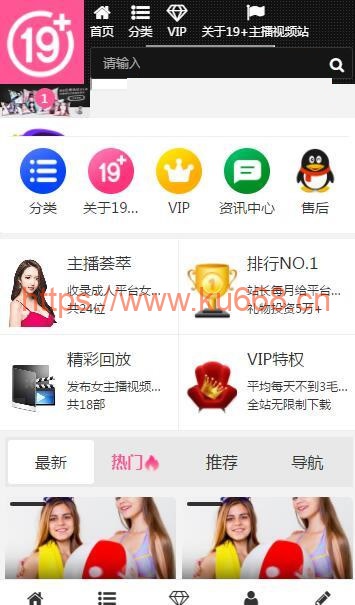 19+
首页 分类 VIP 关于19+主播视频站
请输入
1
分类 关于19... VIP 资讯中心 售后
主播荟萃
收录成人平台女...
共24位
排行NO.1
站长每月给平台...
礼物投资5万+
https://www.ku668.cn
精彩回放
发布女主播视频...
共18部
VIP特权
平均每天不到3毛...
全站无限制下载
最新 热门 推荐 导航